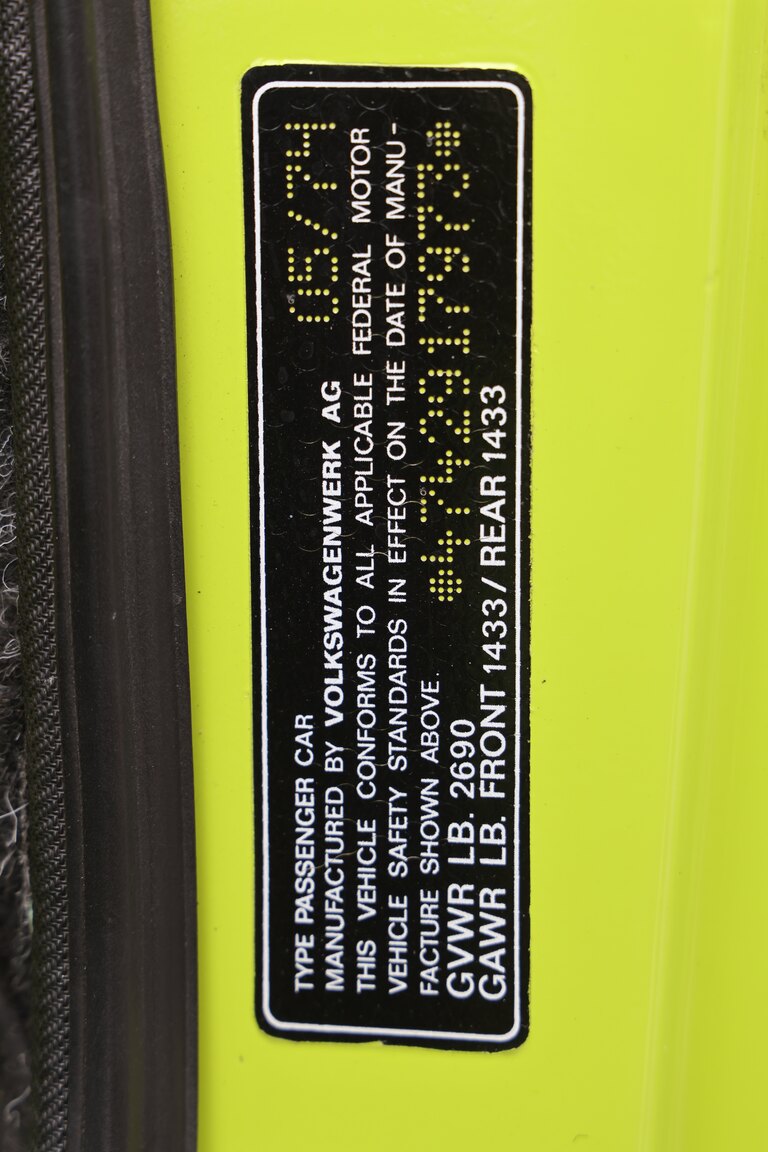 TYPE PASSENGER CAR 05/74
MANUFACTURED BY VOLKSWAGENWERK AG
THIS VEHICLE CONFORMS TO ALL APPLICABLE FEDERAL MOTOR
VEHICLE SAFETY STANDARDS IN EFFECT ON THE DATE OF MANU-
FACTURE SHOWN ABOVE. *4742917973*
GVWR LB. 2690
GAWR LB. FRONT 1433 / REAR 1433